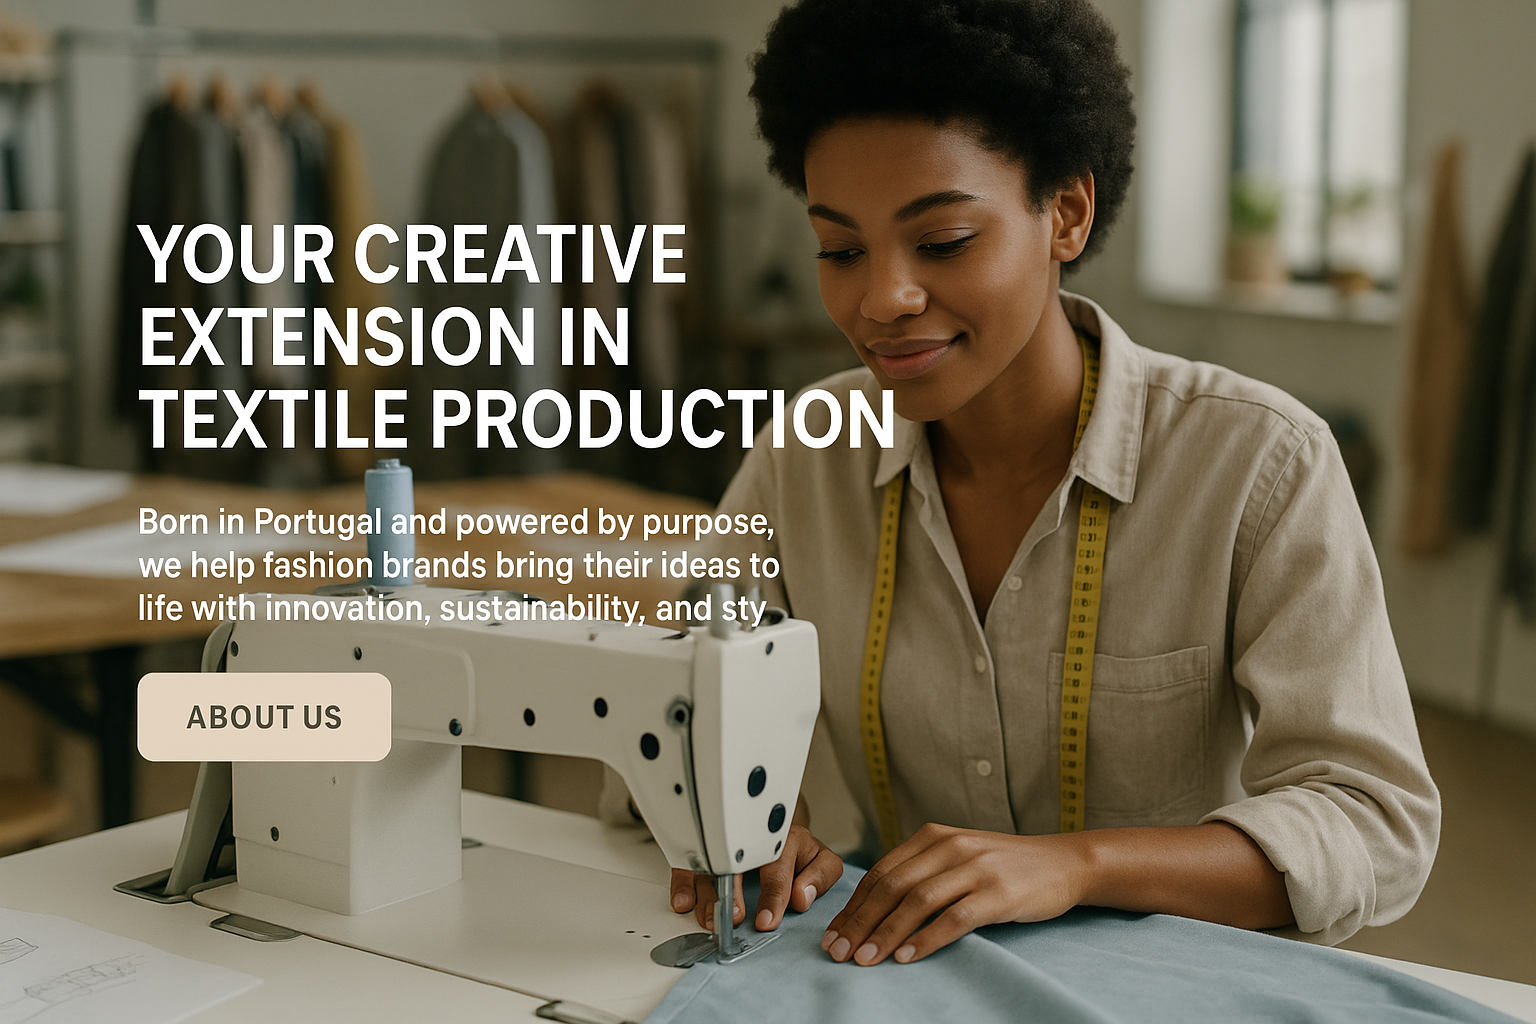 YOUR CREATIVE
EXTENSION IN
TEXTILE PRODUCTION
Born in Portugal and powered by purpose,
we help fashion brands bring their ideas to
life with innovation, sustainability, and sty
ABOUT US